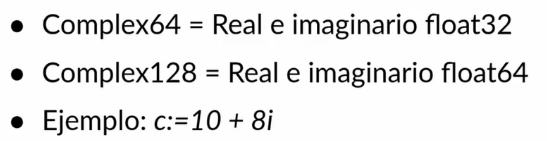 ● Complex64 = Real e imaginario float32
● Complex128 = Real e imaginario float64
● Ejemplo: c:=10 + 8i